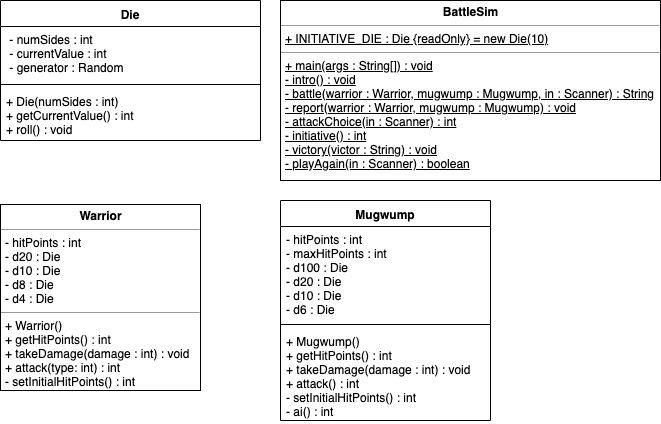 Die
- numSides : int
- currentValue : int
- generator : Random
+ Die(numSides : int)
+ getCurrentValue() : int
+ roll() : void
BattleSim
+ INITIATIVE_DIE : Die {readOnly} = new Die(10)
+ main(args : String[]) : void
- intro() : void
- battle(warrior : Warrior, mugwump : Mugwump, in : Scanner) : String
- report(warrior : Warrior, mugwump : Mugwump) : void
- attackChoice(in : Scanner) : int
- initiative() : int
- victory(victor : String) : void
- playAgain(in : Scanner) : boolean
Warrior
- hitPoints : int
- d20 : Die
- d10 : Die
- d8 : Die
- d4 : Die
+ Warrior()
+ getHitPoints() : int
+ takeDamage(damage : int) : void
+ attack(type: int) : int
- setInitialHitPoints() : int
Mugwump
- hitPoints : int
- maxHitPoints : int
- d100 : Die
- d20 : Die
- d10 : Die
- d6 : Die
+ Mugwump()
+ getHitPoints() : int
+ takeDamage(damage : int) : void
+ attack() : int
- setInitialHitPoints() : int
- ai() : int